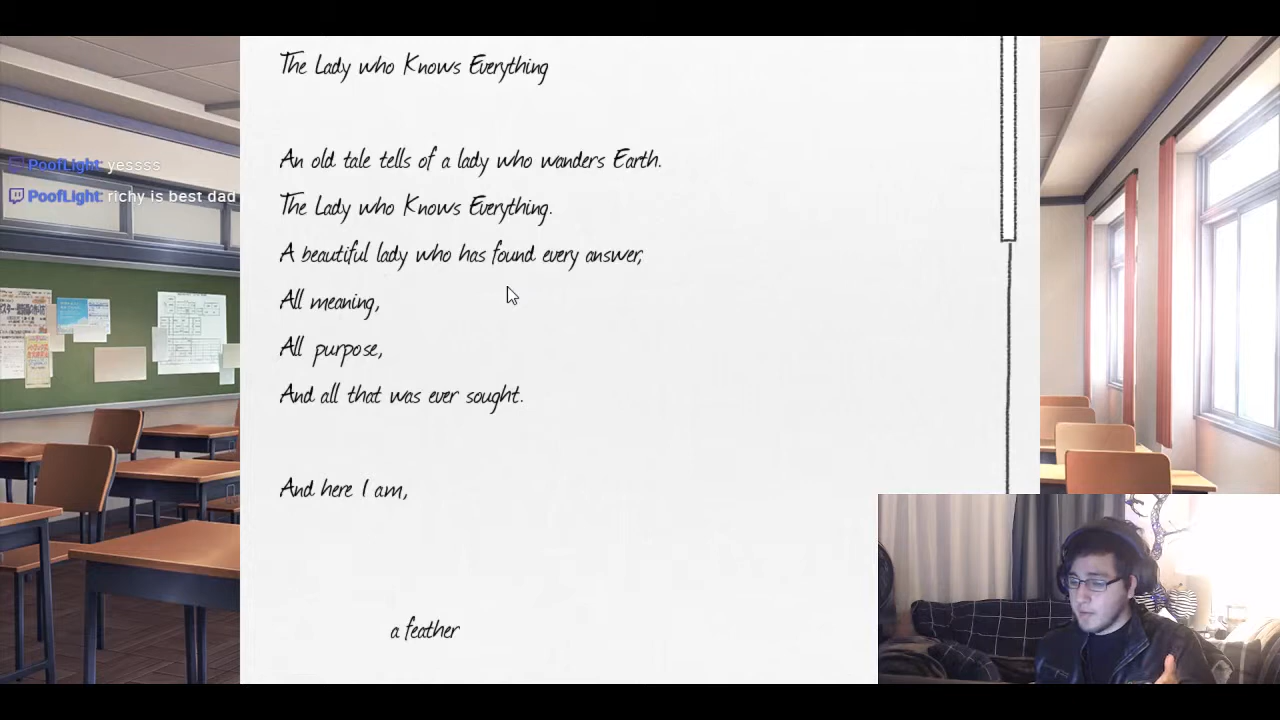 The Lady who Knows Everything
An old tale tells of a lady who wanders Earth.
The Lady who Knows Everything.
A beautiful lady who has found every answer,
All meaning,
All purpose,
And all that was ever sought.
And here I am,
a feather
PoofLight: yessss
PoofLight: richy is best dad